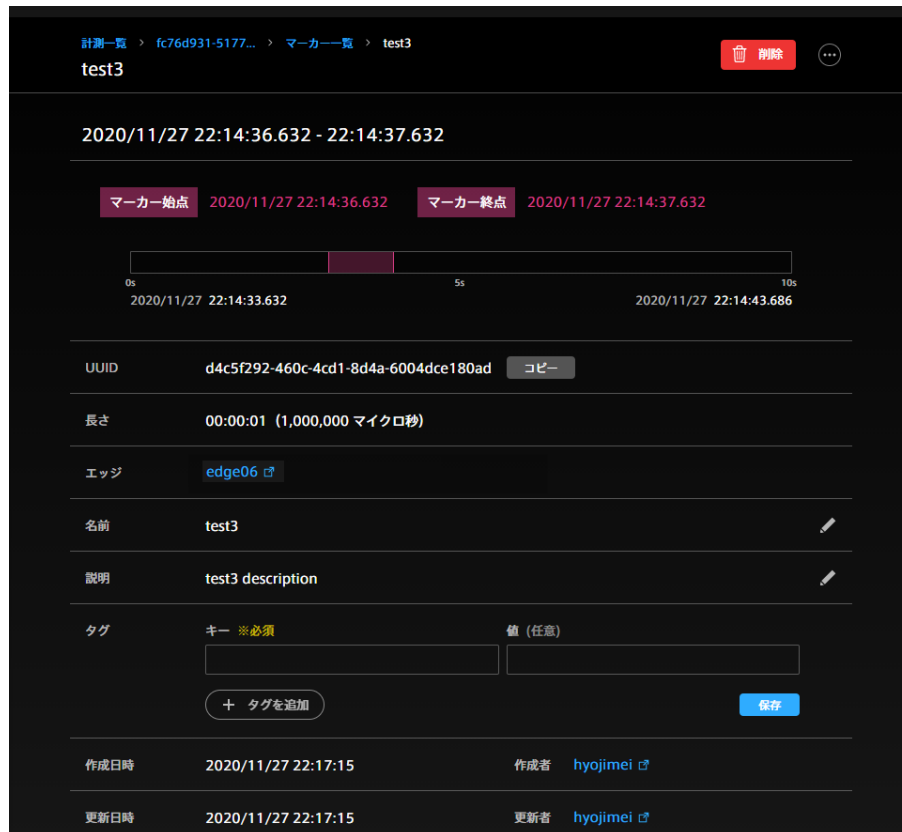 計測一覧 > fc76d931-5177... > マーカー一覧 > test3
test3
削除
2020/11/27 22:14:36.632 - 22:14:37.632
マーカー始点 2020/11/27 22:14:36.632 マーカー終点 2020/11/27 22:14:37.632
0s 5s 10s
2020/11/27 22:14:33.632 2020/11/27 22:14:43.686
UUID d4c5f292-460c-4cd1-8d4a-6004dce180ad コピー
長さ 00:00:01 (1,000,000 マイクロ秒)
エッジ edge06
名前 test3
説明 test3 description
タグ キー ※必須 値 (任意)
+ タグを追加 保存
作成日時 2020/11/27 22:17:15 作成者 hyojimei
更新日時 2020/11/27 22:17:15 更新者 hyojimei